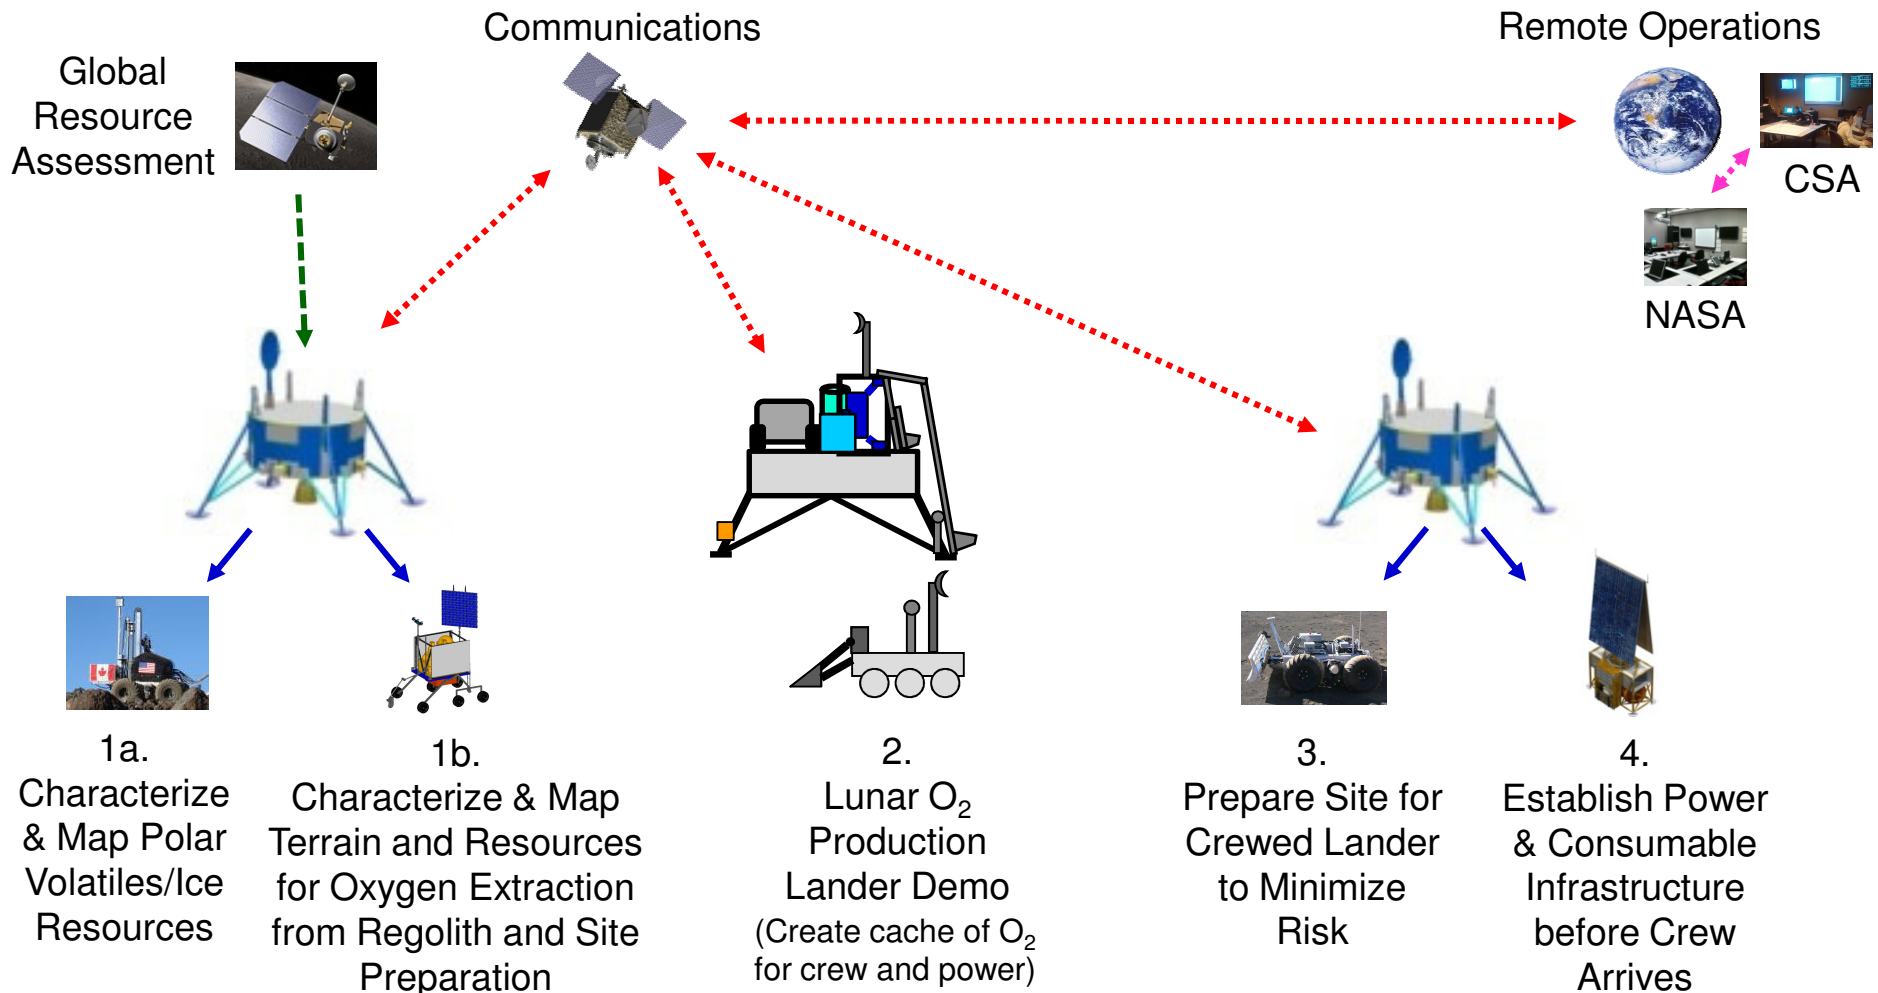 Communications
Remote Operations
Global
Resource
Assessment
CSA
NASA
1a.
Characterize
& Map Polar
Volatiles/Ice
Resources
1b.
Characterize & Map
Terrain and Resources
for Oxygen Extraction
from Regolith and Site
Preparation
2.
Lunar O₂
Production
Lander Demo
(Create cache of O₂
for crew and power)
3.
Prepare Site for
Crewed Lander
to Minimize
Risk
4.
Establish Power
& Consumable
Infrastructure
before Crew
Arrives